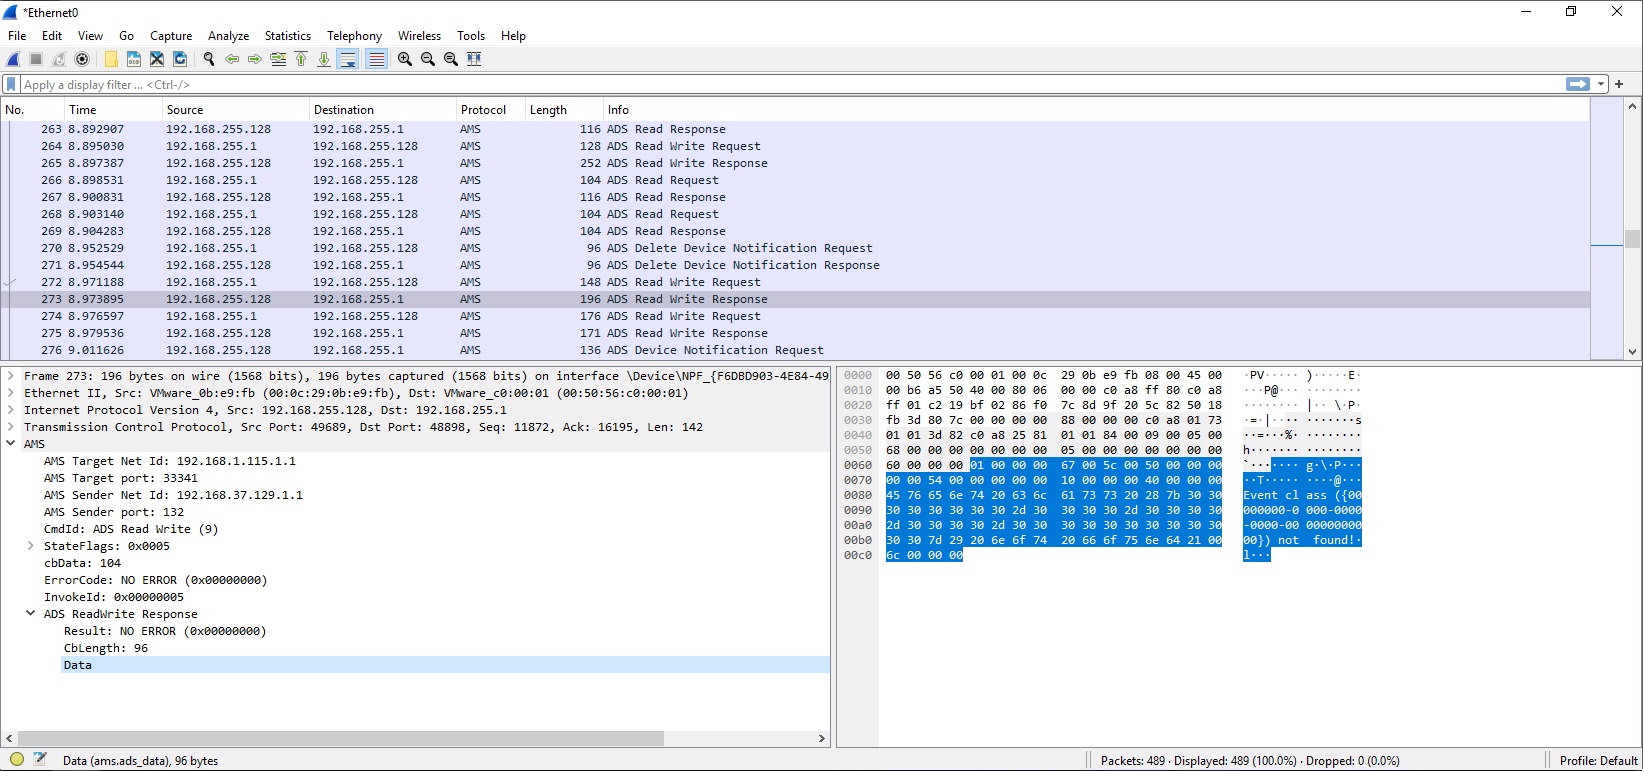 *Ethernet0
File Edit View Go Capture Analyze Statistics Telephony Wireless Tools Help
Apply a display filter ... <Ctrl-/>
No. Time Source Destination Protocol Length Info
263 8.892907 192.168.255.128 192.168.255.1 AMS 116 ADS Read Response
264 8.895030 192.168.255.1 192.168.255.128 AMS 128 ADS Read Write Request
265 8.897387 192.168.255.128 192.168.255.1 AMS 252 ADS Read Write Response
266 8.898531 192.168.255.1 192.168.255.128 AMS 104 ADS Read Request
267 8.900831 192.168.255.128 192.168.255.1 AMS 116 ADS Read Response
268 8.903140 192.168.255.1 192.168.255.128 AMS 104 ADS Read Request
269 8.904283 192.168.255.128 192.168.255.1 AMS 104 ADS Read Response
270 8.952529 192.168.255.1 192.168.255.128 AMS 96 ADS Delete Device Notification Request
271 8.954544 192.168.255.128 192.168.255.1 AMS 96 ADS Delete Device Notification Response
272 8.971188 192.168.255.1 192.168.255.128 AMS 148 ADS Read Write Request
273 8.973895 192.168.255.128 192.168.255.1 AMS 196 ADS Read Write Response
274 8.976597 192.168.255.1 192.168.255.128 AMS 176 ADS Read Write Request
275 8.979536 192.168.255.128 192.168.255.1 AMS 171 ADS Read Write Response
276 9.011626 192.168.255.128 192.168.255.1 AMS 136 ADS Device Notification Request
Frame 273: 196 bytes on wire (1568 bits), 196 bytes captured (1568 bits) on interface \Device\NPF_{F6DBD903-4E84-49
Ethernet II, Src: VMware_0b:e9:fb (00:0c:29:0b:e9:fb), Dst: VMware_c0:00:01 (00:50:56:c0:00:01)
Internet Protocol Version 4, Src: 192.168.255.128, Dst: 192.168.255.1
Transmission Control Protocol, Src Port: 49689, Dst Port: 48898, Seq: 11872, Ack: 16195, Len: 142
AMS
AMS Target Net Id: 192.168.1.115.1.1
AMS Target port: 33341
AMS Sender Net Id: 192.168.37.129.1.1
AMS Sender port: 132
CmdId: ADS Read Write (9)
StateFlags: 0x0005
cbData: 104
ErrorCode: NO ERROR (0x00000000)
InvokeId: 0x00000005
ADS ReadWrite Response
Result: NO ERROR (0x00000000)
CbLength: 96
Data
0000 00 50 56 c0 00 01 00 0c 29 0b e9 fb 08 00 45 00 ·PV····· )·····E·
0010 00 b6 a5 50 40 00 80 06 00 00 c0 a8 ff 80 c0 a8 ···P@··· ········
0020 ff 01 c2 19 bf 02 86 f0 7c 8d 9f 20 5c 82 50 18 ········ |·· \·P·
0030 fb 3d 80 7c 00 00 00 00 88 00 00 00 c0 a8 01 73 ·=·|···· ·······s
0040 01 01 3d 82 c0 a8 25 81 01 01 84 00 09 00 05 00 ··=···%· ········
0050 68 00 00 00 00 00 00 00 05 00 00 00 00 00 00 00 h······· ········
0060 60 00 00 00 01 00 00 00 67 00 5c 00 50 00 00 00 `······· g·\·P···
0070 00 00 54 00 00 00 00 00 10 00 00 00 40 00 00 00 ··T····· ····@···
0080 45 76 65 6e 74 20 63 6c 61 73 73 20 28 7b 30 30 Event cl ass ({00
0090 30 30 30 30 30 30 2d 30 30 30 30 2d 30 30 30 30 000000-0 000-0000
00a0 2d 30 30 30 30 2d 30 30 30 30 30 30 30 30 30 30 -0000-00 00000000
00b0 30 30 7d 29 20 6e 6f 74 20 66 6f 75 6e 64 21 00 00}) not  found!·
00c0 6c 00 00 00 l···
Data (ams.ads_data), 96 bytes Packets: 489 · Displayed: 489 (100.0%) · Dropped: 0 (0.0%) Profile: Default